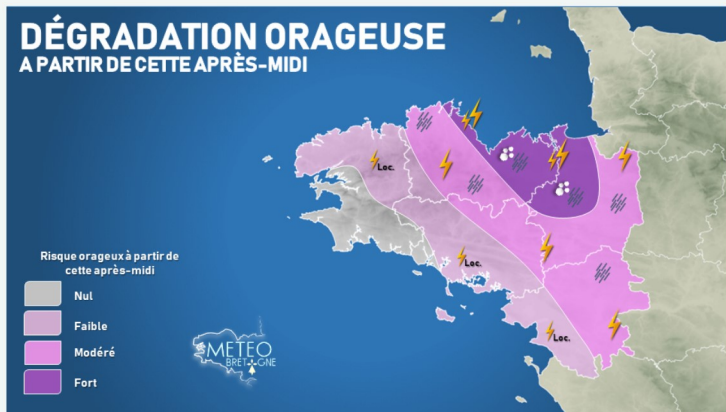 DÉGRADATION ORAGEUSE
A PARTIR DE CETTE APRÈS-MIDI
Loc.
Loc.
Loc.
Risque orageux à partir de
cette après-midi
Nul
Faible
Modéré
Fort
METEO
BRETAGNE